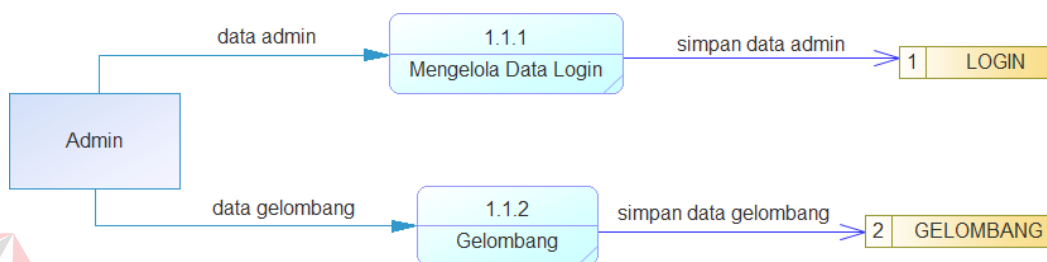 data admin
1.1.1
Mengelola Data Login
simpan data admin
1 LOGIN
Admin
data gelombang
1.1.2
Gelombang
simpan data gelombang
2 GELOMBANG